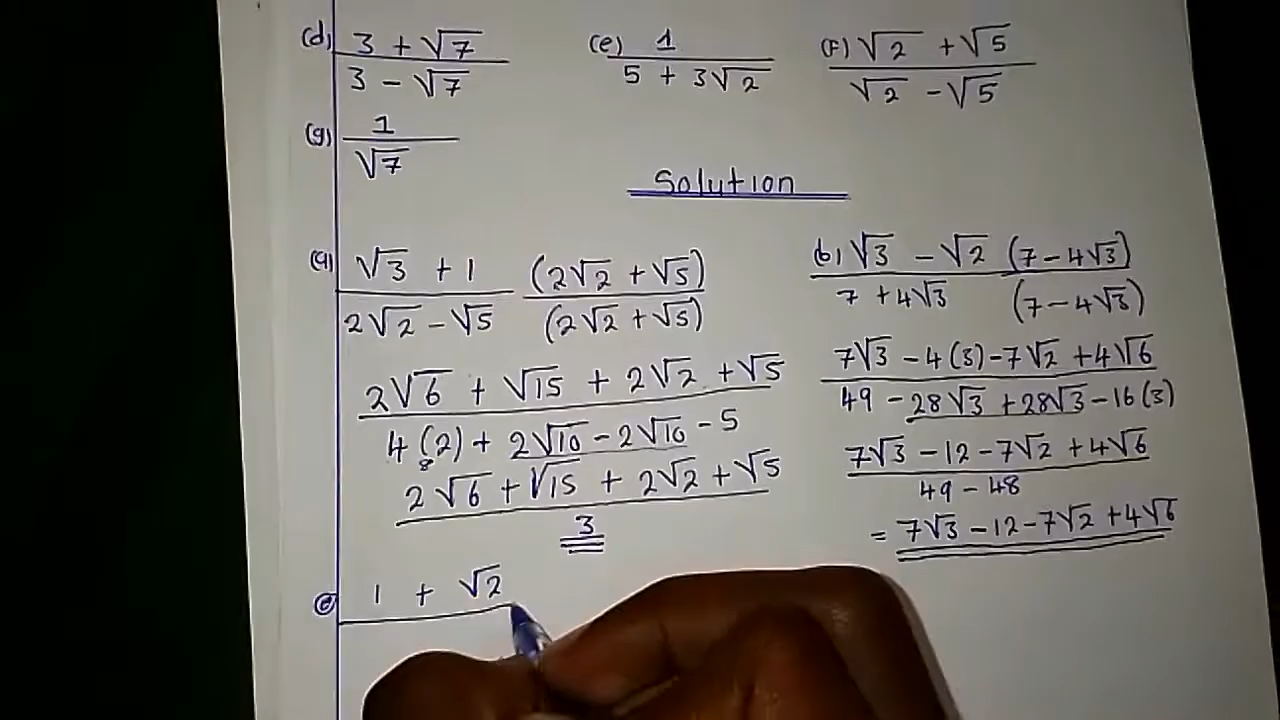 (d) 3 + √7 / 3 - √7 (e) 1 / 5 + 3√2 (f) √2 + √5 / √2 - √5
(g) 1 / √7
Solution
(a) √3 + 1 / 2√2 - √5 (2√2 + √5) / (2√2 + √5)
2√6 + √15 + 2√2 + √5 / 4(2) + 2√10 - 2√10 - 5
8
2√6 + √15 + 2√2 + √5 / 3
(b) √3 - √2 / 7 + 4√3 (7 - 4√3) / (7 - 4√3)
7√3 - 4(3) - 7√2 + 4√6 / 49 - 28√3 + 28√3 - 16(3)
7√3 - 12 - 7√2 + 4√6 / 49 - 48
= 7√3 - 12 - 7√2 + 4√6
(c) 1 + √2